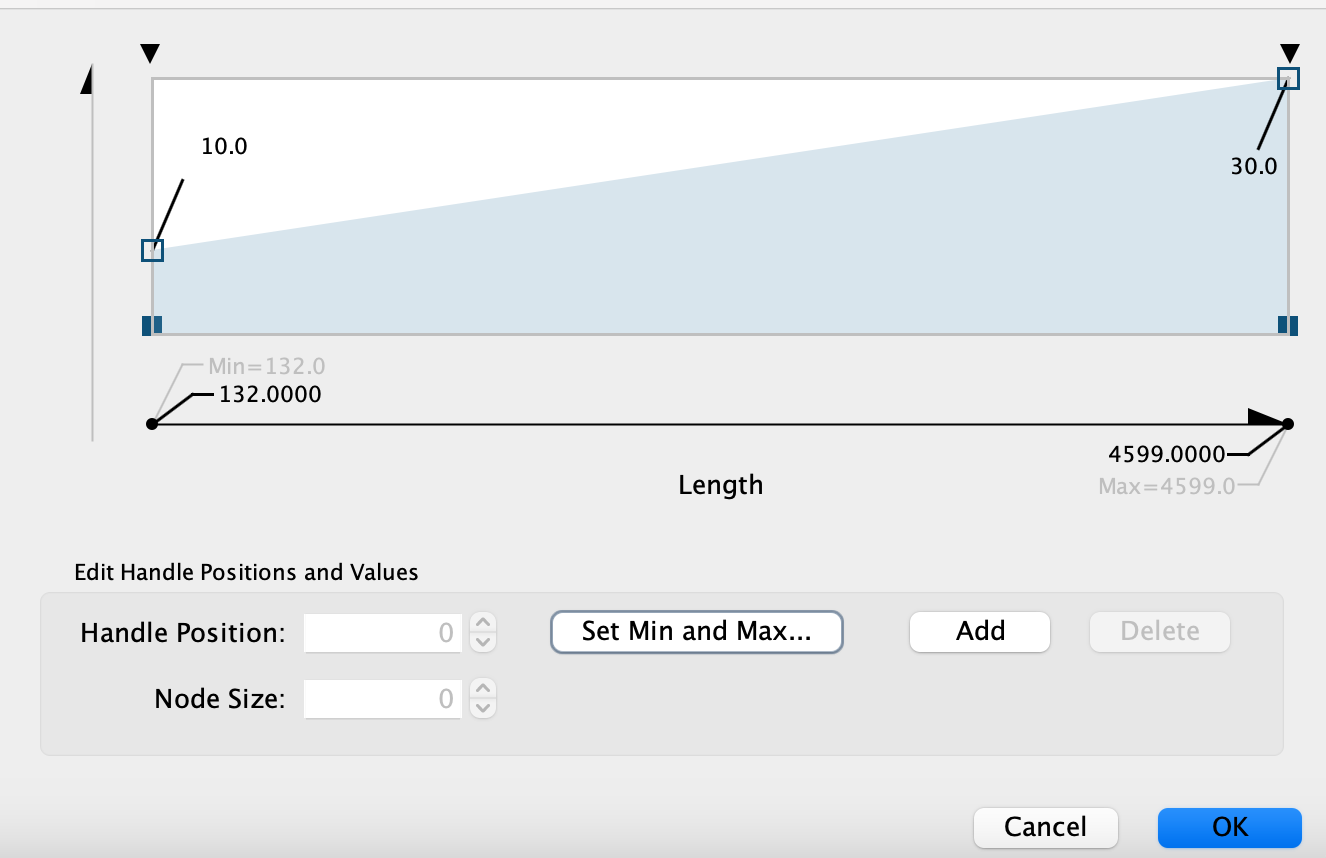 10.0
30.0
Min=132.0
132.0000
4599.0000
Max=4599.0
Length
Edit Handle Positions and Values
Handle Position: 0 Set Min and Max... Add Delete
Node Size: 0
Cancel OK